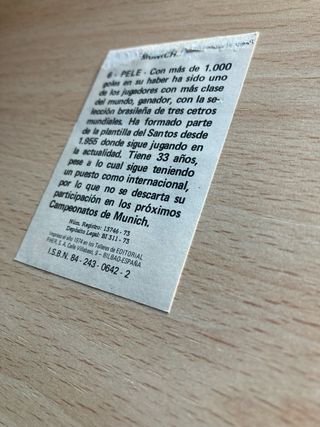 MUNICH.
6 - PELE - Con más de 1.000
goles en su haber ha sido uno
de los jugadores con más clase
del mundo, ganador, con la se-
lección brasileña de tres cetros
mundiales. Ha formado parte
de la plantilla del Santos desde
1.955 donde sigue jugando en
la actualidad. Tiene 33 años,
pese a lo cual sigue teniendo
un puesto como internacional,
por lo que no se descarta su
participación en los próximos
Campeonatos de Munich.
Núm. Registro: 13746 - 73
Depósito Legal: BI 311 - 73
Impreso el año 1974 en los Talleres de EDITORIAL
FHER, S. A. Calle Villabaso, 9 - BILBAO-ESPAÑA
I.S.B.N. 84 - 243 - 0642 - 2